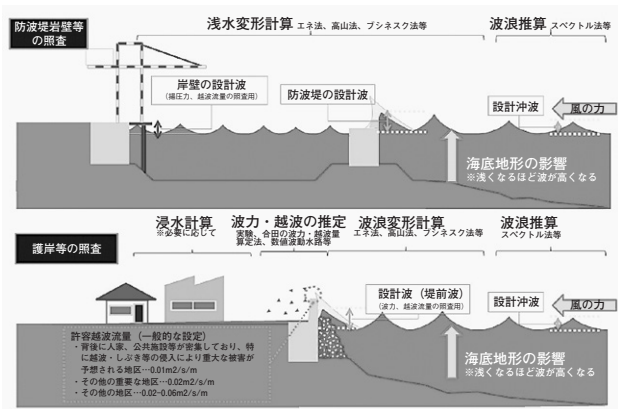 防波堤岸壁等
の照査
浅水変形計算 エネ法、高山法、ブシネスク法等
波浪推算 スペクトル法等
岸壁の設計波
(揚圧力、越波流量の照査用)
防波堤の設計波
設計沖波
風の力
海底地形の影響
※浅くなるほど波が高くなる
護岸等の照査
浸水計算
※必要に応じて
波力・越波の推定
実験、合田の波力・越波量
算定法、数値波動水路等
波浪変形計算
エネ法、高山法、ブシネスク法等
波浪推算
スペクトル法等
設計波（堤前波）
(波力、越波流量の照査用)
設計沖波
風の力
海底地形の影響
※浅くなるほど波が高くなる
許容越波流量（一般的な設定）
・背後に人家、公共施設等が密集しており、特
に越波・しぶき等の侵入により重大な被害が
予想される地区…0.01m2/s/m
・その他の重要な地区…0.02m2/s/m
・その他の地区…0.02-0.06m2/s/m